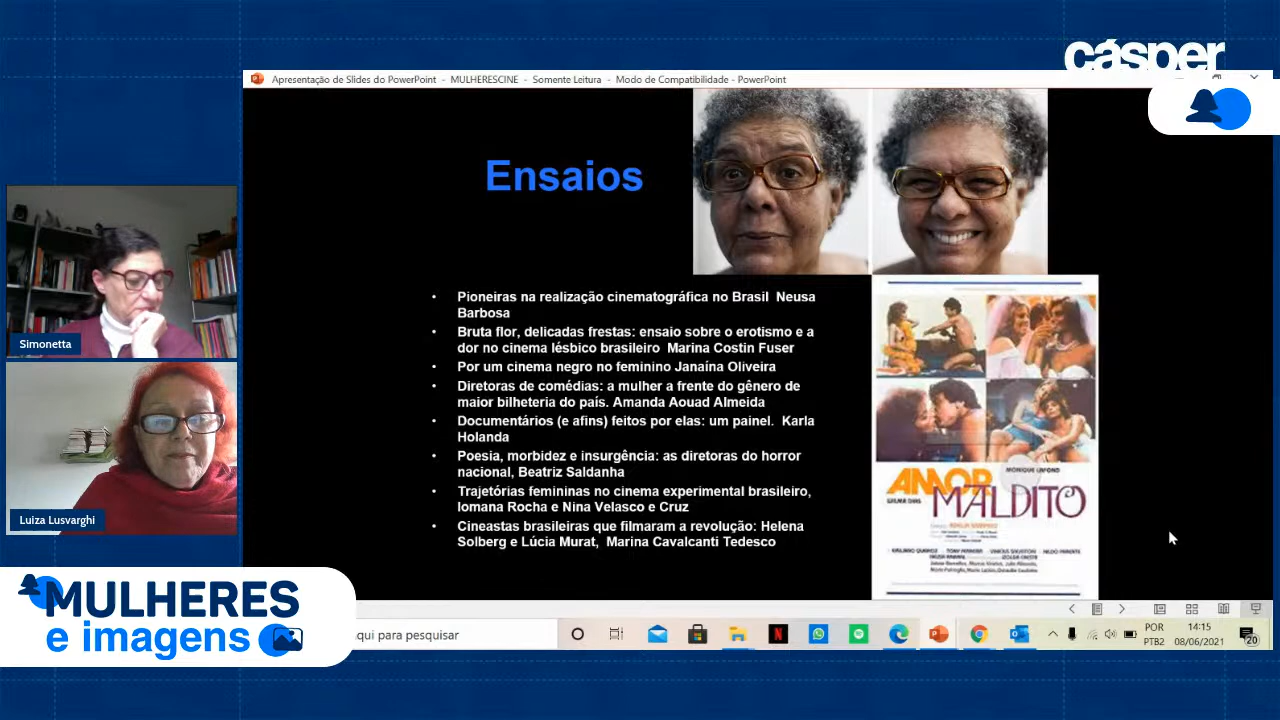 cásper
Apresentação de Slides do PowerPoint - MULHERESCINE - Somente Leitura - Modo de Compatibilidade - PowerPoint
Ensaios
• Pioneiras na realização cinematográfica no Brasil Neusa
Barbosa
• Bruta flor, delicadas frestas: ensaio sobre o erotismo e a
dor no cinema lésbico brasileiro Marina Costin Fuser
• Por um cinema negro no feminino Janaína Oliveira
• Diretoras de comédias: a mulher a frente do gênero de
maior bilheteria do país. Amanda Aouad Almeida
• Documentários (e afins) feitos por elas: um painel. Karla
Holanda
• Poesia, morbidez e insurgência: as diretoras do horror
nacional, Beatriz Saldanha
• Trajetórias femininas no cinema experimental brasileiro,
Iomana Rocha e Nina Velasco e Cruz
• Cineastas brasileiras que filmaram a revolução: Helena
Solberg e Lúcia Murat, Marina Cavalcanti Tedesco
MONIQUE LAFOND
AMOR
WILMA DIAS
MALDITO
Simonetta
Luiza Lusvarghi
MULHERES
e imagens
aqui para pesquisar
POR
PTB2
14:15
08/06/2021
20